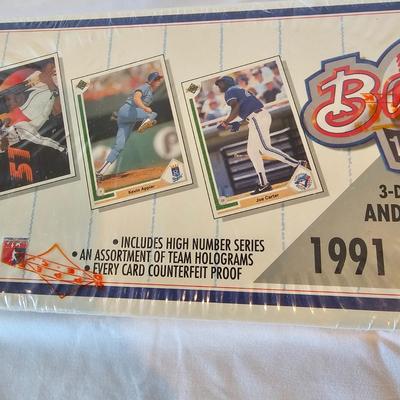 51
Kevin Appier
Joe Carter
3-D
AND
• INCLUDES HIGH NUMBER SERIES
• AN ASSORTMENT OF TEAM HOLOGRAMS
• EVERY CARD COUNTERFEIT PROOF
1991